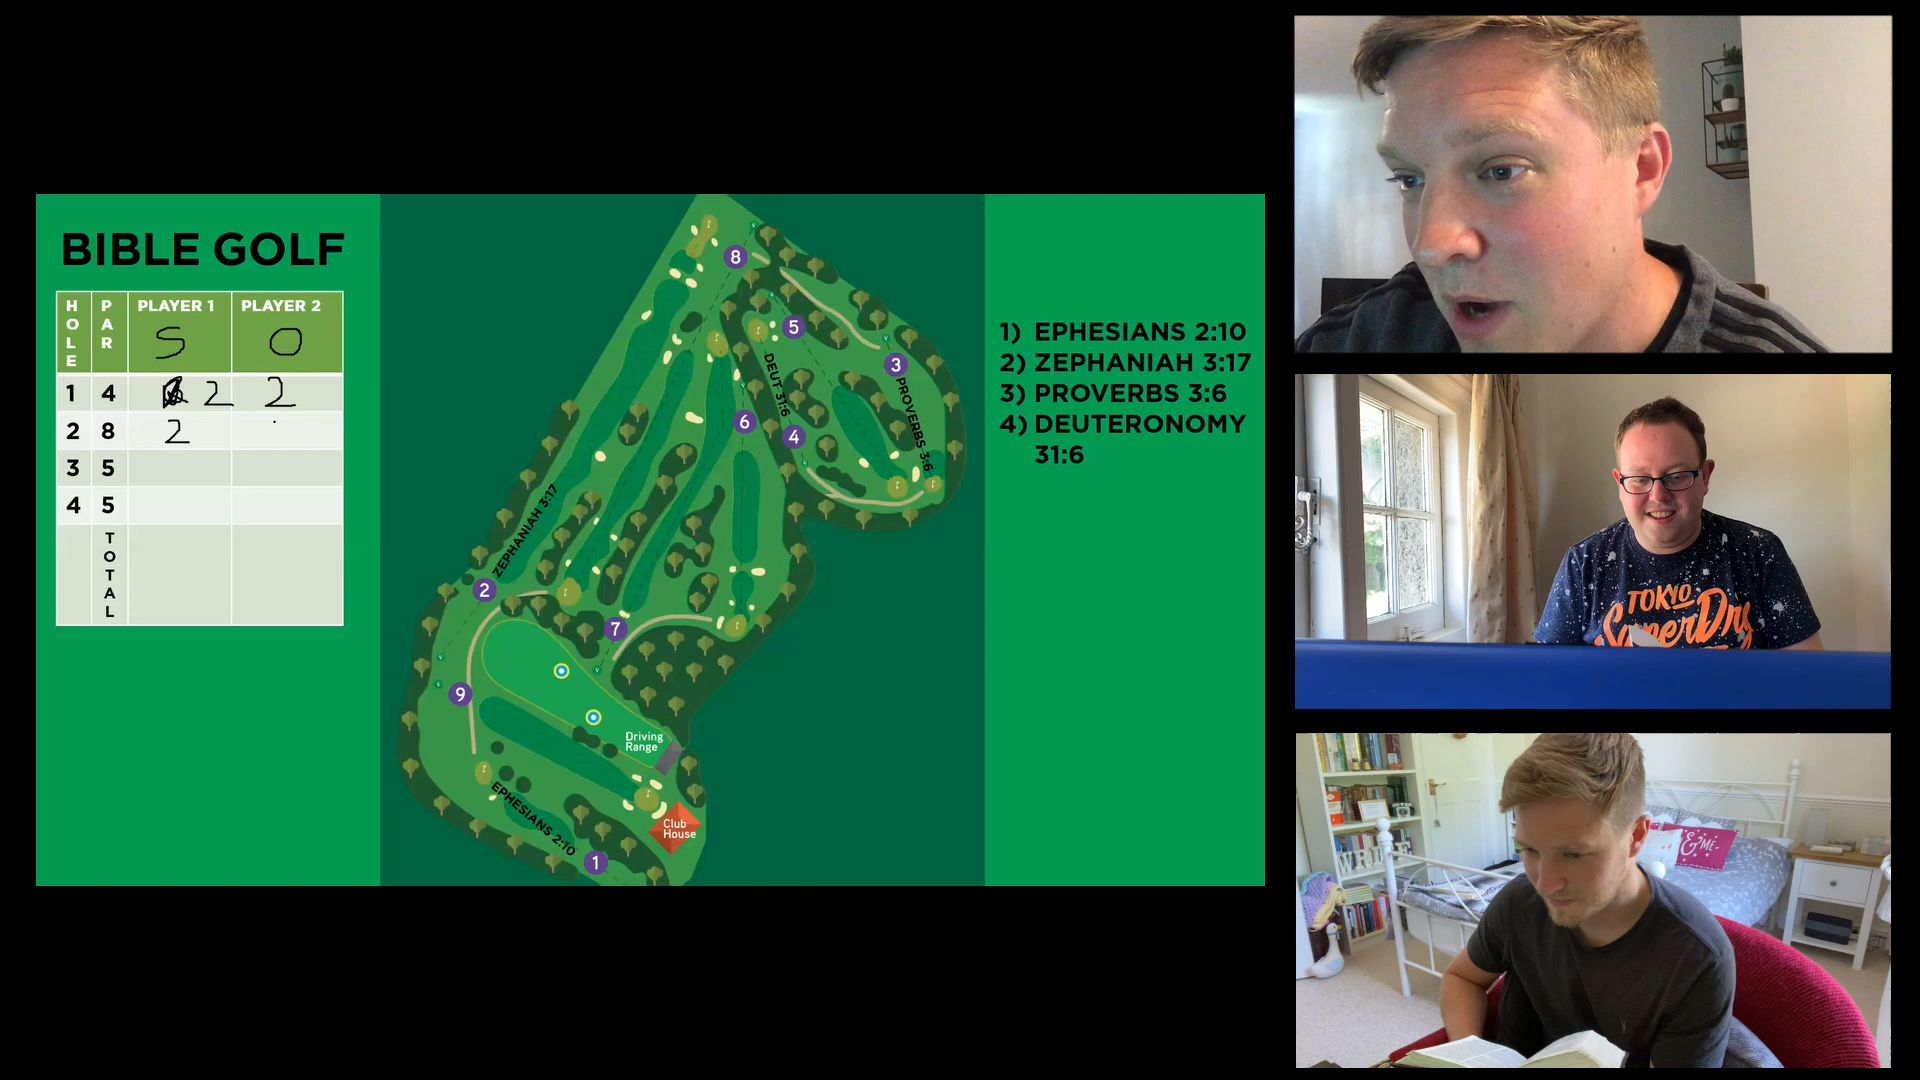 BIBLE GOLF
HOLE PAR PLAYER 1 PLAYER 2
S O
1 4 2 2
2 8 2
3 5
4 5
TOTAL
8
5
3
DEUT 31:6
PROVERBS 3:6
6
4
ZEPHANIAH 3:17
2
7
9
Driving
Range
EPHESIANS 2:10
Club
House
1
1) EPHESIANS 2:10
2) ZEPHANIAH 3:17
3) PROVERBS 3:6
4) DEUTERONOMY
31:6
TOKYO
SuperDry
&ME